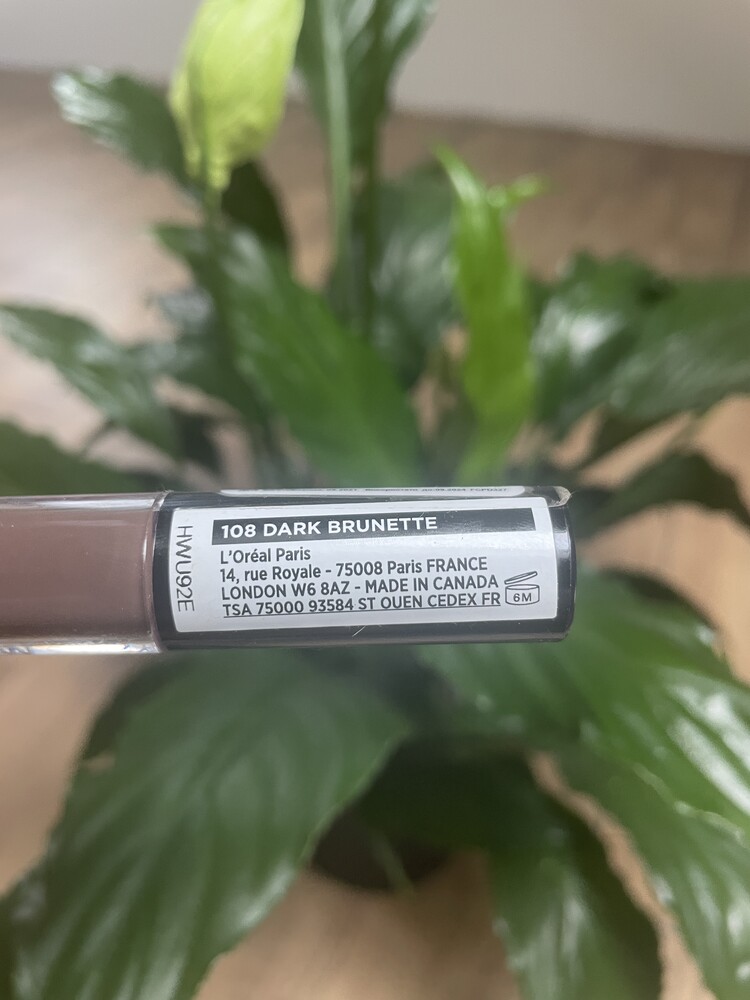 108 DARK BRUNETTE
L'Oréal Paris
14, rue Royale - 75008 Paris FRANCE
LONDON W6 8AZ - MADE IN CANADA
TSA 75000 93584 ST OUEN CEDEX FR
6M
HWU92E